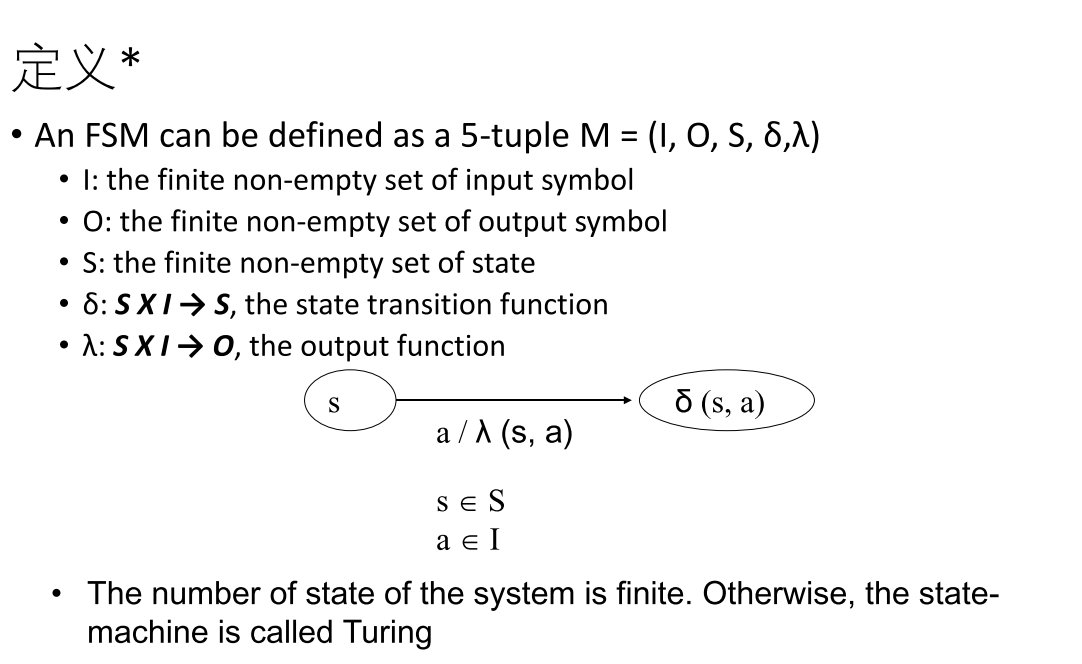 定义*
• An FSM can be defined as a 5-tuple M = (I, O, S, δ,λ)
• I: the finite non-empty set of input symbol
• O: the finite non-empty set of output symbol
• S: the finite non-empty set of state
• δ: S X I → S, the state transition function
• λ: S X I → O, the output function
s
δ (s, a)
a / λ (s, a)
s ∈ S
a ∈ I
• The number of state of the system is finite. Otherwise, the state-
machine is called Turing